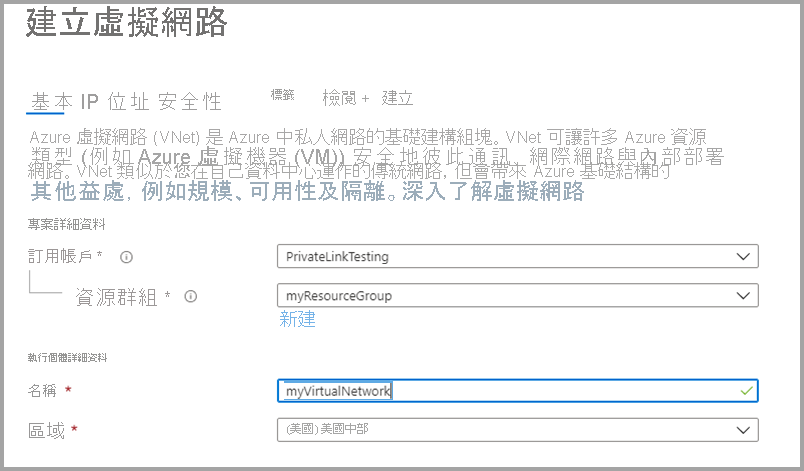 建立虛擬網路
基本 IP 位址 安全性 標籤 檢閱 + 建立
Azure 虛擬網路 (VNet) 是 Azure 中私人網路的基礎建構組塊。VNet 可讓許多 Azure 資源
類型 (例如 Azure 虛擬機器 (VM)) 安全地彼此通訊、網際網路與內部部署
網路。VNet 類似於您在自己資料中心運作的傳統網路，但會帶來 Azure 基礎結構的
其他益處，例如規模、可用性及隔離。深入了解虛擬網路
專案詳細資料
訂用帳戶 * PrivateLinkTesting
資源群組 * myResourceGroup
新建
執行個體詳細資料
名稱 * myVirtualNetwork
區域 * (美國) 美國中部